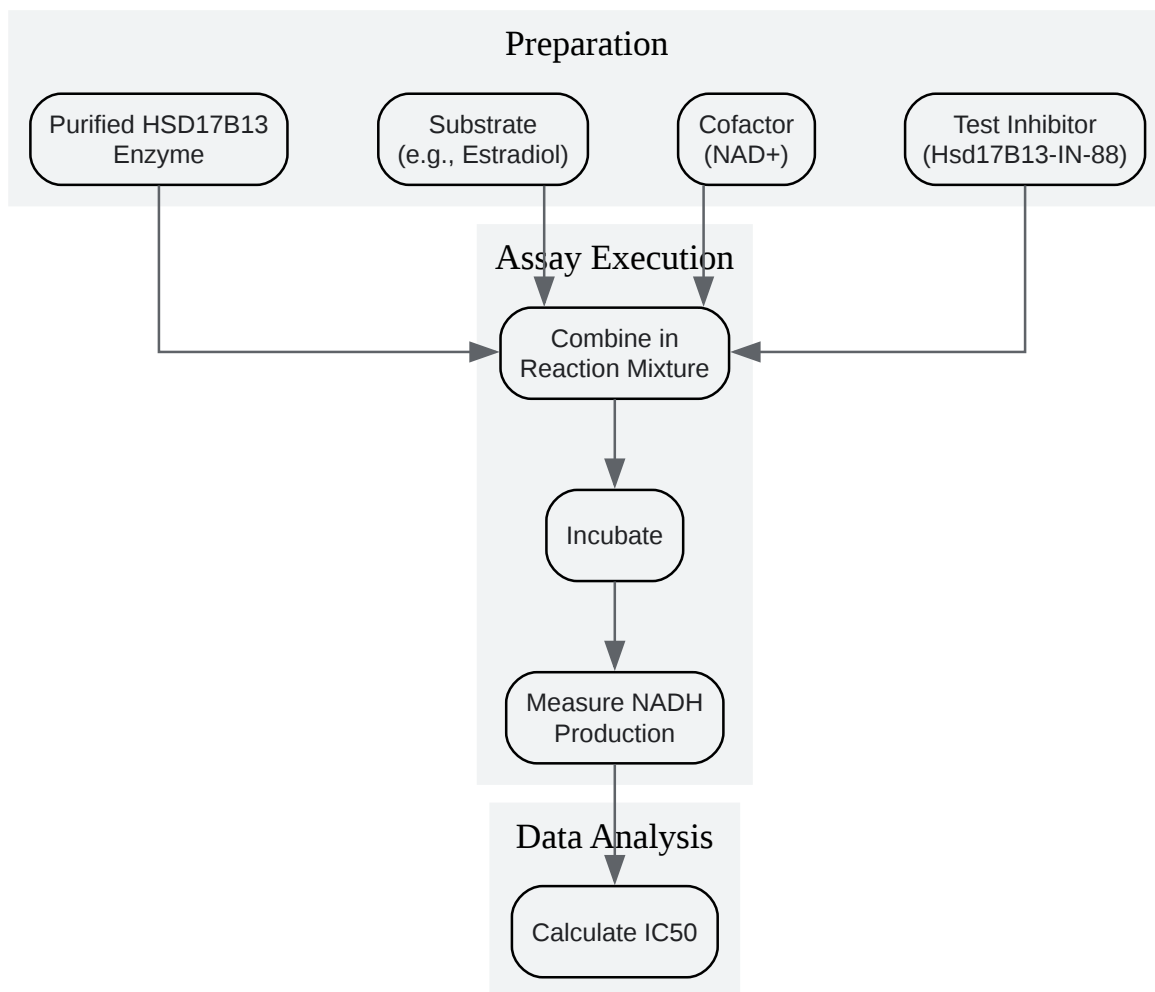 Preparation
Purified HSD17B13
Enzyme
Substrate
(e.g., Estradiol)
Cofactor
(NAD+)
Test Inhibitor
(Hsd17B13-IN-88)
Assay Execution
Combine in
Reaction Mixture
Incubate
Measure NADH
Production
Data Analysis
Calculate IC50